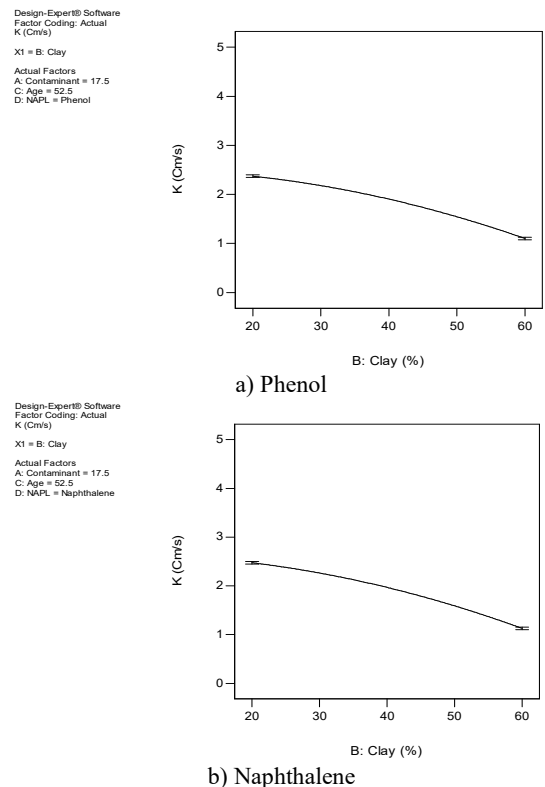 Design-Expert® Software
Factor Coding: Actual
K (Cm/s)
X1 = B: Clay
Actual Factors
A: Contaminant = 17.5
C: Age = 52.5
D: NAPL = Phenol
K (Cm/s)
5
4
3
2
1
0
20 30 40 50 60
B: Clay (%)
a) Phenol
Design-Expert® Software
Factor Coding: Actual
K (Cm/s)
X1 = B: Clay
Actual Factors
A: Contaminant = 17.5
C: Age = 52.5
D: NAPL = Naphthalene
K (Cm/s)
5
4
3
2
1
0
20 30 40 50 60
B: Clay (%)
b) Naphthalene